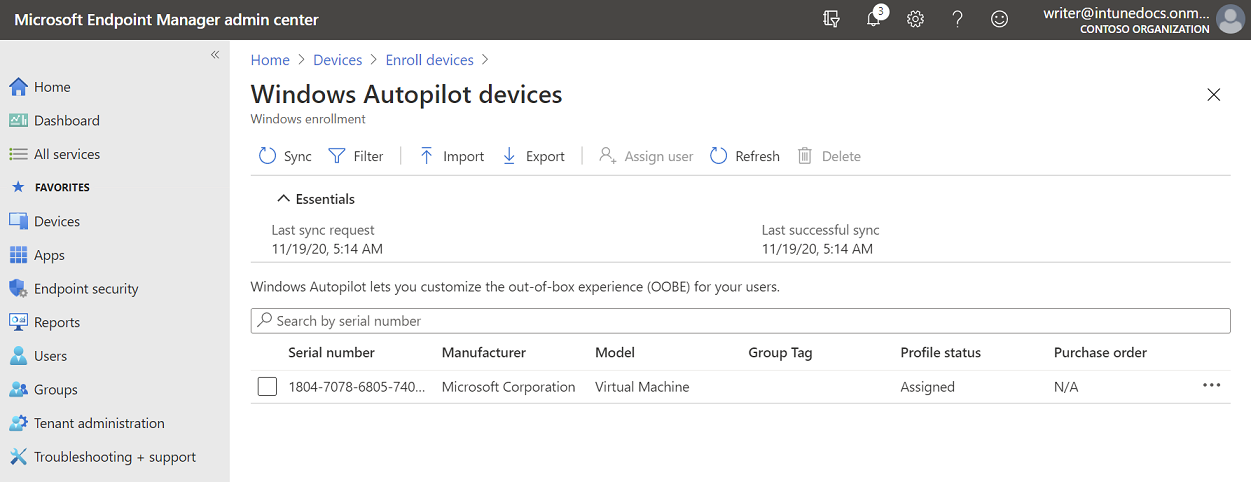 Microsoft Endpoint Manager admin center
3
writer@intunedocs.onm...
CONTOSO ORGANIZATION
«
Home
Dashboard
All services
FAVORITES
Devices
Apps
Endpoint security
Reports
Users
Groups
Tenant administration
Troubleshooting + support
Home > Devices > Enroll devices >
Windows Autopilot devices
Windows enrollment
Sync Filter Import Export Assign user Refresh Delete
Essentials
Last sync request Last successful sync
11/19/20, 5:14 AM 11/19/20, 5:14 AM
Windows Autopilot lets you customize the out-of-box experience (OOBE) for your users.
Search by serial number
Serial number Manufacturer Model Group Tag Profile status Purchase order
1804-7078-6805-740... Microsoft Corporation Virtual Machine Assigned N/A ...